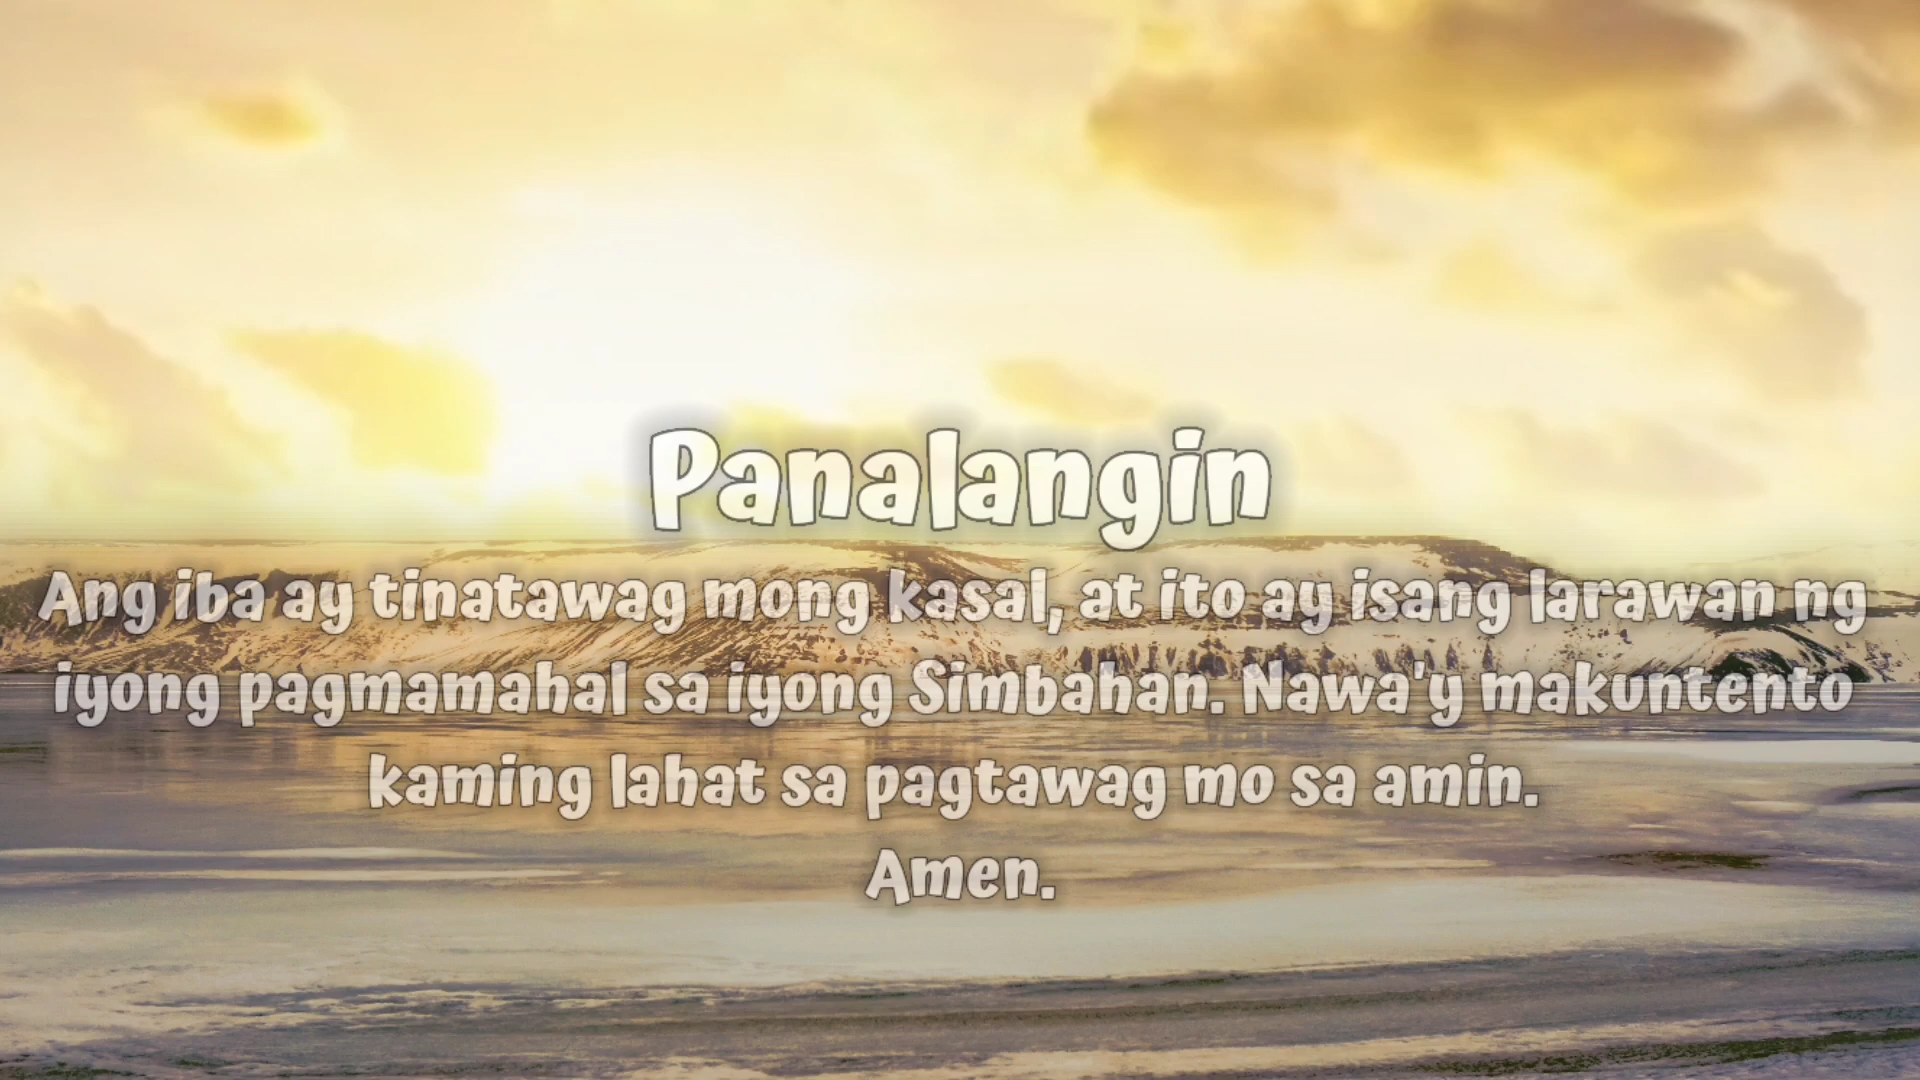 Panalangin
Ang iba ay tinatawag mong kasal, at ito ay isang larawan ng
iyong pagmamahal sa iyong Simbahan. Nawa'y makuntento
kaming lahat sa pagtawag mo sa amin.
Amen.